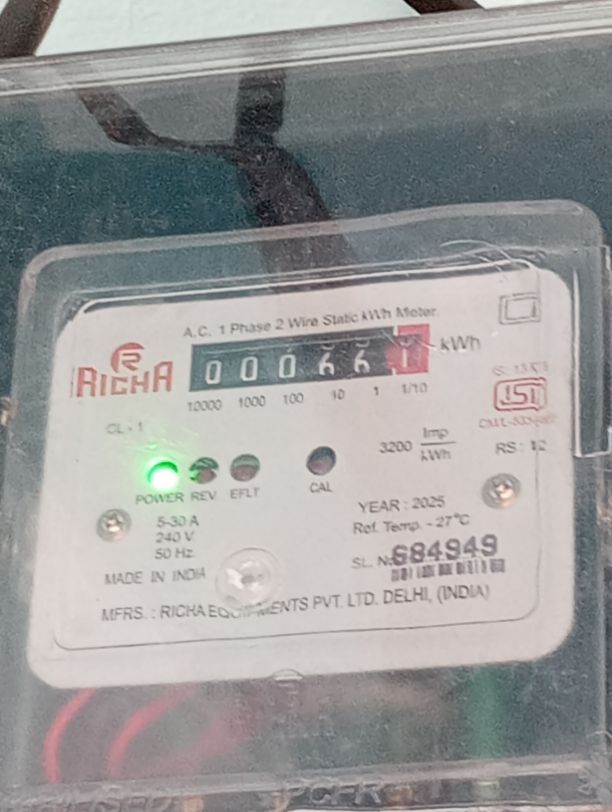 A.C. 1 Phase 2 Wire Static kWh Meter.
R
RICHA
0 0 0 6 6 1 kWh
10000 1000 100 10 1 1/10
CL - 1
ISI
3200 Imp/kWh
RS : 12
POWER REV EFLT CAL
5-30 A
240 V
50 Hz
YEAR : 2025
Ref. Temp. - 27°C
SL. No. 684949
MADE IN INDIA
MFRS. : RICHA EQUIPMENTS PVT. LTD. DELHI, (INDIA)